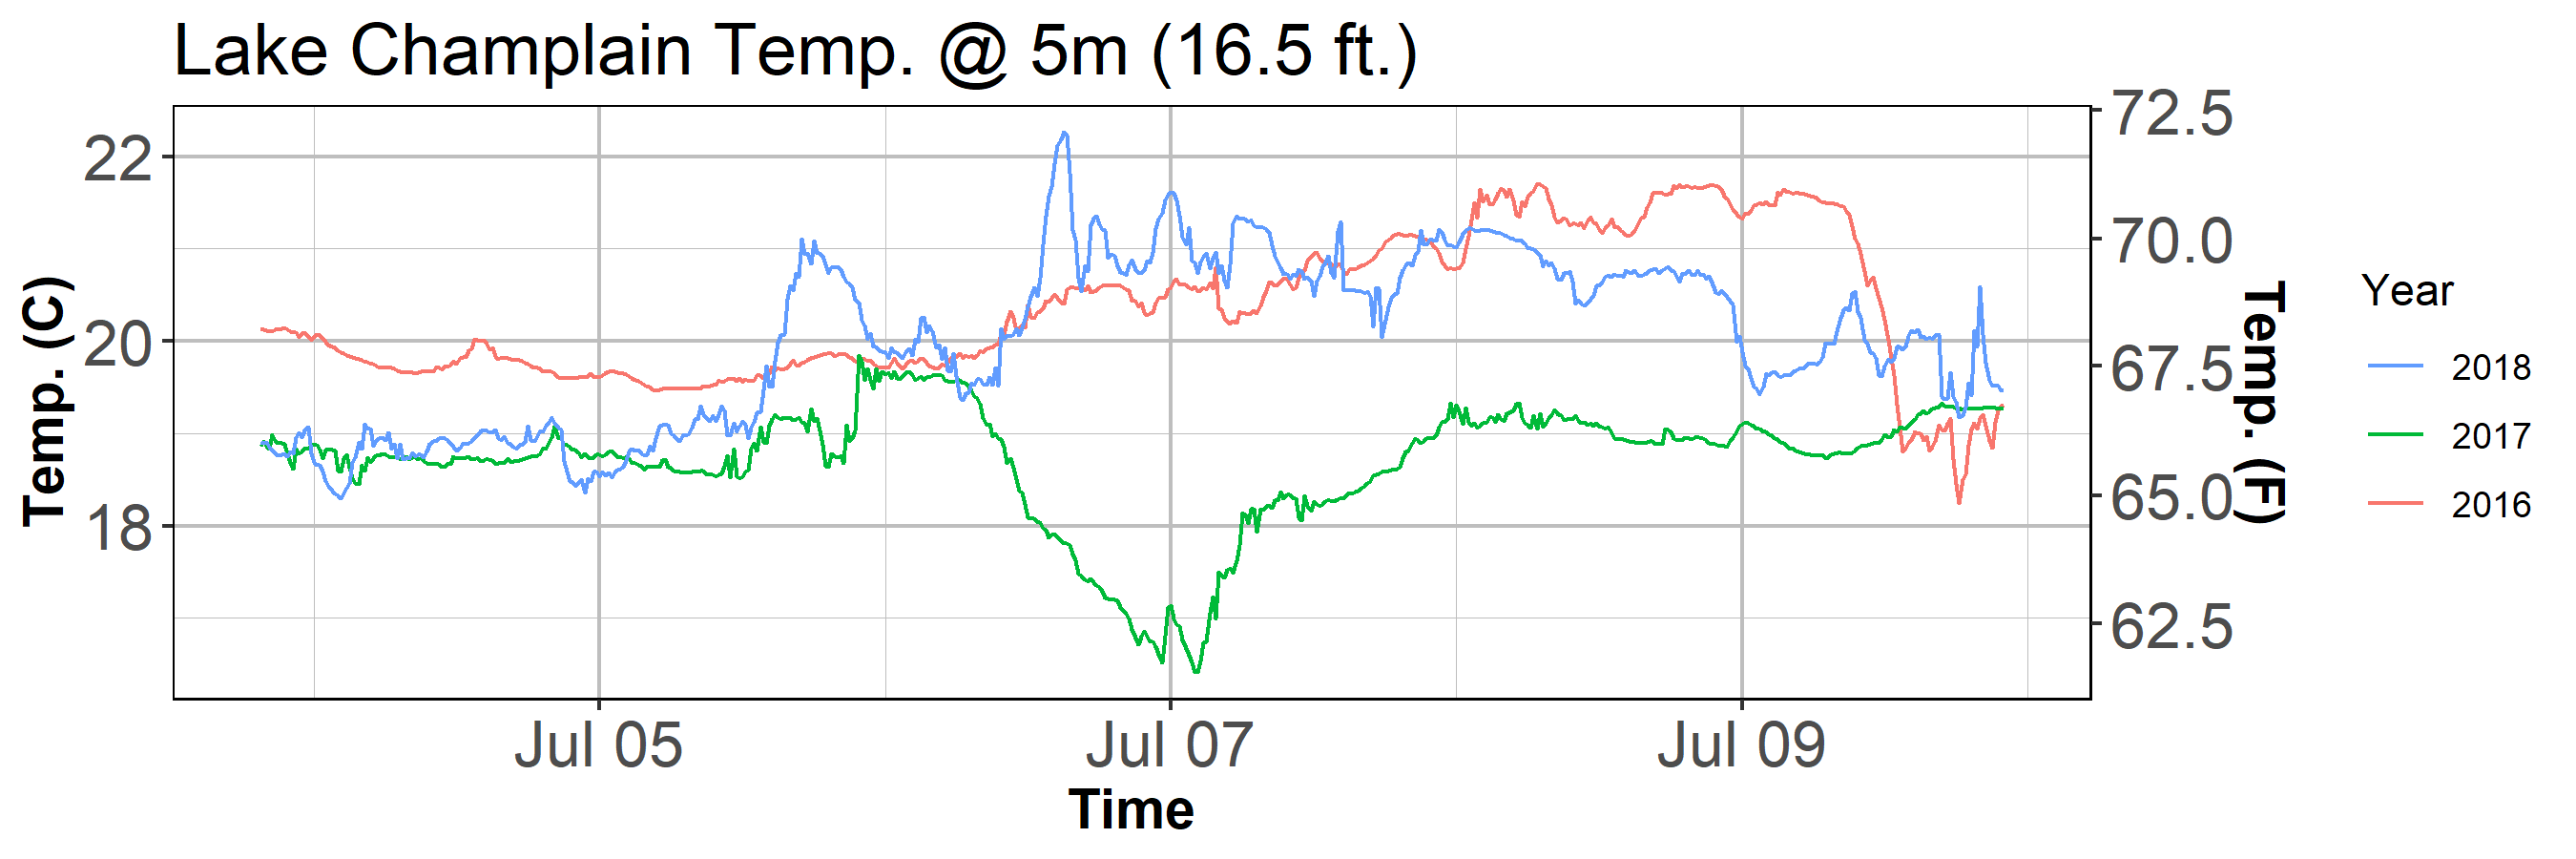 Lake Champlain Temp. @ 5m (16.5 ft.)
Temp. (C)
22
20
18
72.5
70.0
67.5
65.0
62.5
Temp. (F)
Jul 05
Jul 07
Jul 09
Time
Year
2018
2017
2016